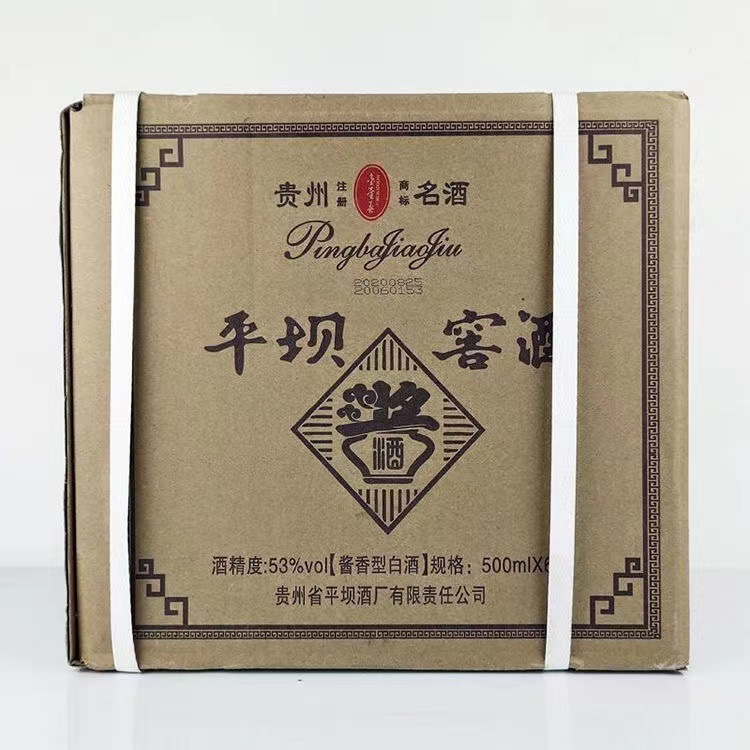 贵州 注册 商标 名酒
PingbaJiaoJiu
20200825
20060153
平坝 窖酒
酱
酒
酒精度:53%vol【酱香型白酒】规格：500mlX6
贵州省平坝酒厂有限责任公司